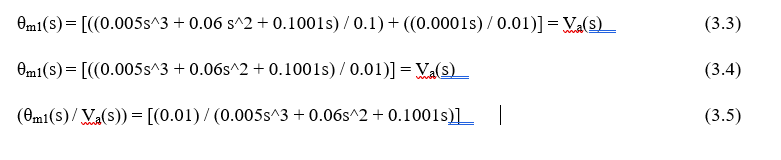 θm1(s) = [((0.005s^3 + 0.06 s^2 + 0.1001s) / 0.1) + ((0.0001s) / 0.01)] = Va(s) (3.3)
θm1(s) = [((0.005s^3 + 0.06s^2 + 0.1001s) / 0.01)] = Va(s) (3.4)
(θm1(s) / Va(s)) = [(0.01) / (0.005s^3 + 0.06s^2 + 0.1001s)] (3.5)